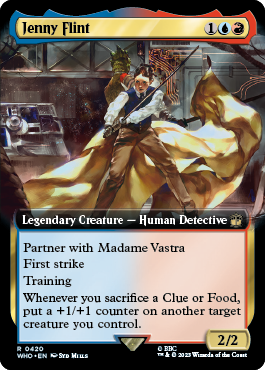 Jenny Flint
1
Legendary Creature — Human Detective
Partner with Madame Vastra
First strike
Training
Whenever you sacrifice a Clue or Food,
put a +1/+1 counter on another target
creature you control.
2/2
R 0420
WHO • EN Syd Mills
© BBC
™ & © 2023 Wizards of the Coast